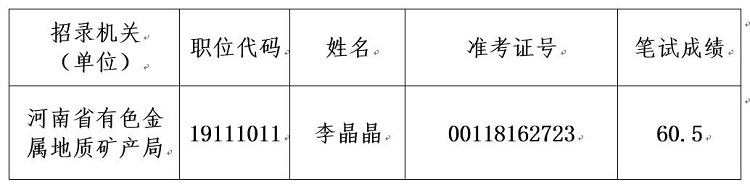 招录机关
（单位）
职位代码
姓名
准考证号
笔试成绩
河南省有色金
属地质矿产局
19111011
李晶晶
00118162723
60.5